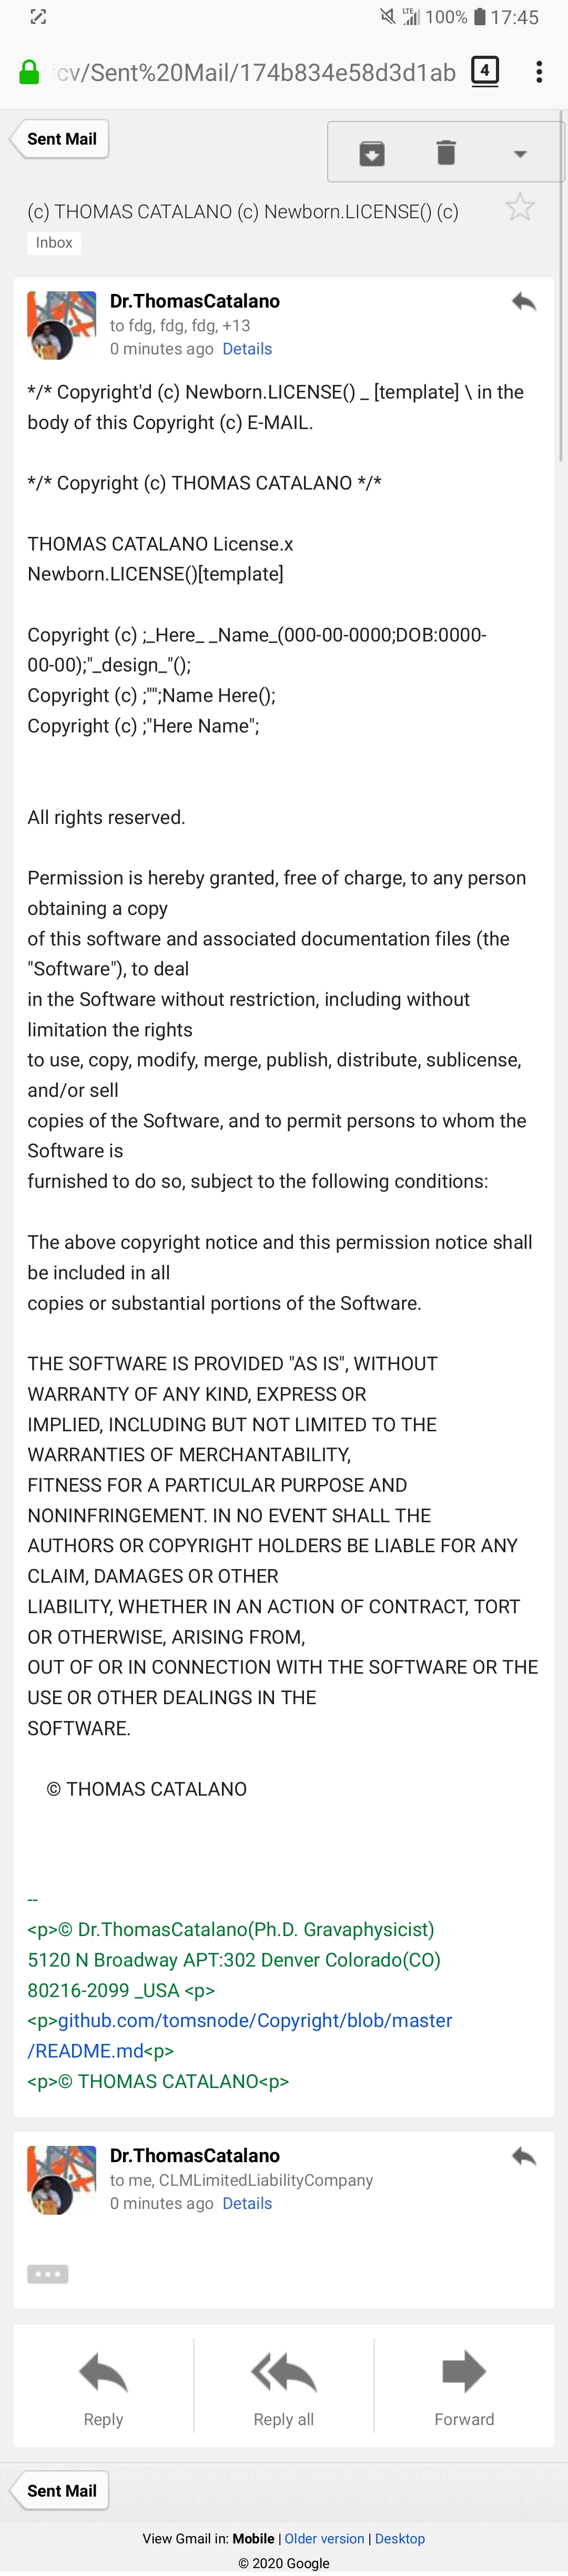 LTE 100% 17:45
cv/Sent%20Mail/174b834e58d3d1ab 4
Sent Mail
(c) THOMAS CATALANO (c) Newborn.LICENSE() (c)
Inbox
Dr.ThomasCatalano
to fdg, fdg, fdg, +13
0 minutes ago Details
*/* Copyright'd (c) Newborn.LICENSE() _ [template] \ in the
body of this Copyright (c) E-MAIL.
*/* Copyright (c) THOMAS CATALANO */*
THOMAS CATALANO License.x
Newborn.LICENSE()[template]
Copyright (c) ;_Here_ _Name_(000-00-0000;DOB:0000-
00-00);"_design_"();
Copyright (c) ;"";Name Here();
Copyright (c) ;"Here Name";
All rights reserved.
Permission is hereby granted, free of charge, to any person
obtaining a copy
of this software and associated documentation files (the
"Software"), to deal
in the Software without restriction, including without
limitation the rights
to use, copy, modify, merge, publish, distribute, sublicense,
and/or sell
copies of the Software, and to permit persons to whom the
Software is
furnished to do so, subject to the following conditions:
The above copyright notice and this permission notice shall
be included in all
copies or substantial portions of the Software.
THE SOFTWARE IS PROVIDED "AS IS", WITHOUT
WARRANTY OF ANY KIND, EXPRESS OR
IMPLIED, INCLUDING BUT NOT LIMITED TO THE
WARRANTIES OF MERCHANTABILITY,
FITNESS FOR A PARTICULAR PURPOSE AND
NONINFRINGEMENT. IN NO EVENT SHALL THE
AUTHORS OR COPYRIGHT HOLDERS BE LIABLE FOR ANY
CLAIM, DAMAGES OR OTHER
LIABILITY, WHETHER IN AN ACTION OF CONTRACT, TORT
OR OTHERWISE, ARISING FROM,
OUT OF OR IN CONNECTION WITH THE SOFTWARE OR THE
USE OR OTHER DEALINGS IN THE
SOFTWARE.
© THOMAS CATALANO
--
<p>© Dr.ThomasCatalano(Ph.D. Gravaphysicist)
5120 N Broadway APT:302 Denver Colorado(CO)
80216-2099 _USA <p>
<p>github.com/tomsnode/Copyright/blob/master
/README.md<p>
<p>© THOMAS CATALANO<p>
Dr.ThomasCatalano
to me, CLMLimitedLiabilityCompany
0 minutes ago Details
Reply Reply all Forward
Sent Mail
View Gmail in: Mobile | Older version | Desktop
© 2020 Google